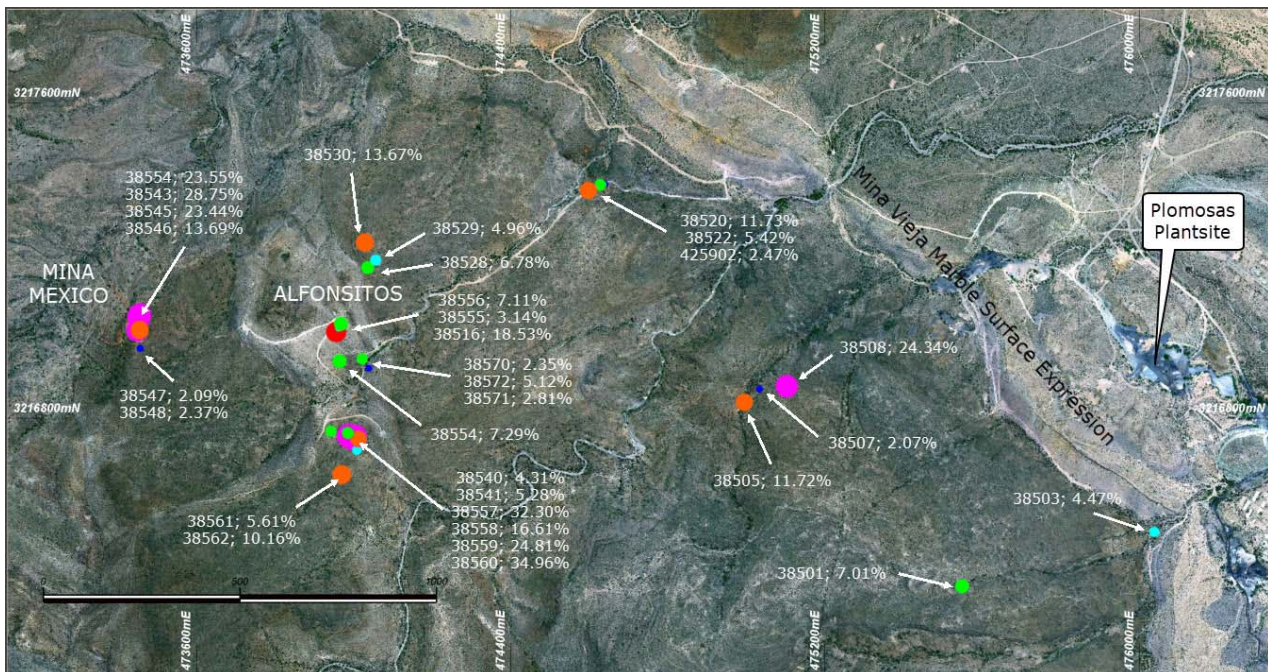 473600mE
474400mE
475200mE
476000mE
3217600mN
3217600mN
38530; 13.67%
38554; 23.55%
38543; 28.75%
38545; 23.44%
38546; 13.69%
38529; 4.96%
38528; 6.78%
38520; 11.73%
38522; 5.42%
425902; 2.47%
Mina Vieja Mable Surface Expression
Plomosas
Plantsite
MINA
MEXICO
ALFONSITOS
38556; 7.11%
38555; 3.14%
38516; 18.53%
38570; 2.35%
38572; 5.12%
38571; 2.81%
38508; 24.34%
38547; 2.09%
38548; 2.37%
3216800mN
3216800mN
38554; 7.29%
38507; 2.07%
38505; 11.72%
38540; 4.31%
38541; 5.28%
38557; 32.30%
38558; 16.61%
38559; 24.81%
38560; 34.96%
38561; 5.61%
38562; 10.16%
38503; 4.47%
38501; 7.01%
0
500
1000
473600mE
474400mE
475200mE
476000mE